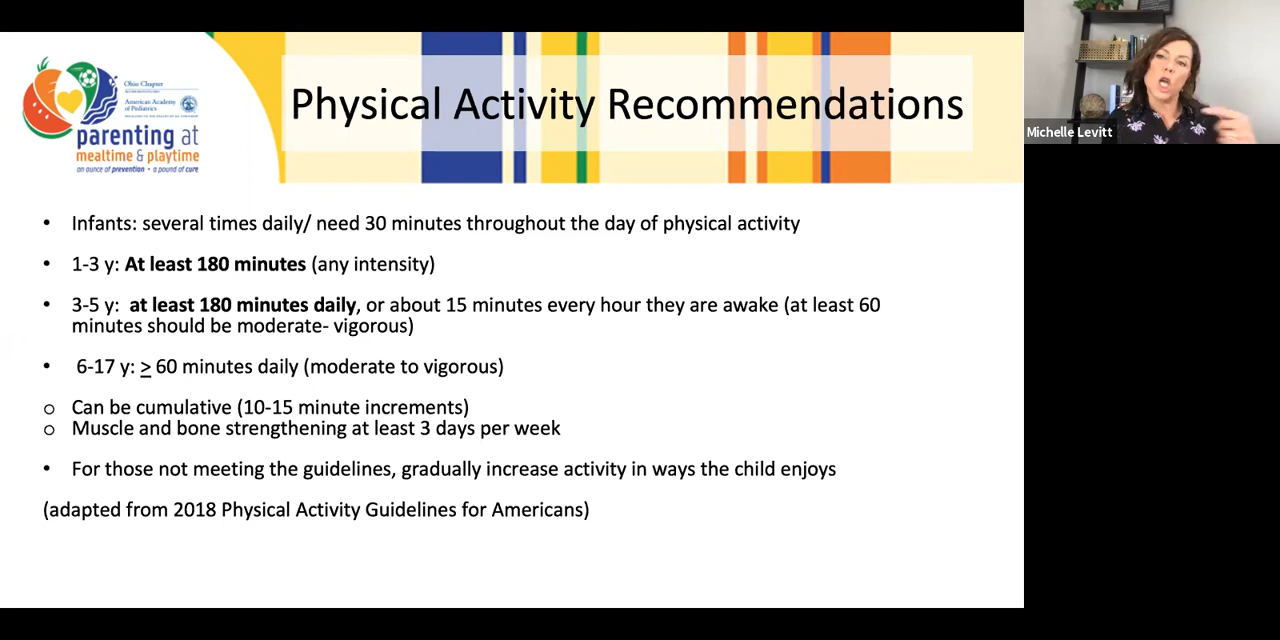 Physical Activity Recommendations
Ohio Chapter
American Academy
of Pediatrics
parenting at
mealtime & playtime
an ounce of prevention • a pound of cure
Michelle Levitt
• Infants: several times daily/ need 30 minutes throughout the day of physical activity
• 1-3 y: At least 180 minutes (any intensity)
• 3-5 y: at least 180 minutes daily, or about 15 minutes every hour they are awake (at least 60
minutes should be moderate- vigorous)
• 6-17 y: > 60 minutes daily (moderate to vigorous)
o Can be cumulative (10-15 minute increments)
o Muscle and bone strengthening at least 3 days per week
• For those not meeting the guidelines, gradually increase activity in ways the child enjoys
(adapted from 2018 Physical Activity Guidelines for Americans)